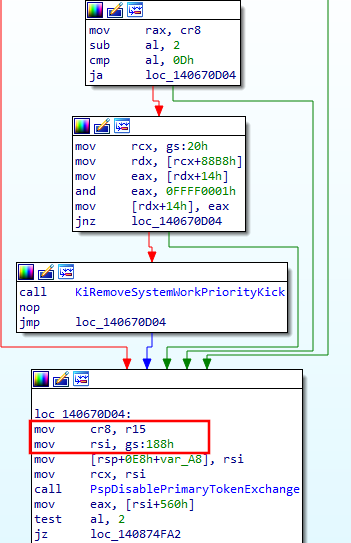 mov rax, cr8
sub al, 2
cmp al, 0Dh
ja loc_140670D04
mov rcx, gs:20h
mov rdx, [rcx+88B8h]
mov eax, [rdx+14h]
and eax, 0FFFF0001h
mov [rdx+14h], eax
jnz loc_140670D04
call KiRemoveSystemWorkPriorityKick
nop
jmp loc_140670D04
loc_140670D04:
mov cr8, r15
mov rsi, gs:188h
mov [rsp+0E8h+var_A8], rsi
mov rcx, rsi
call PspDisablePrimaryTokenExchange
mov eax, [rsi+560h]
test al, 2
jz loc_140874FA2